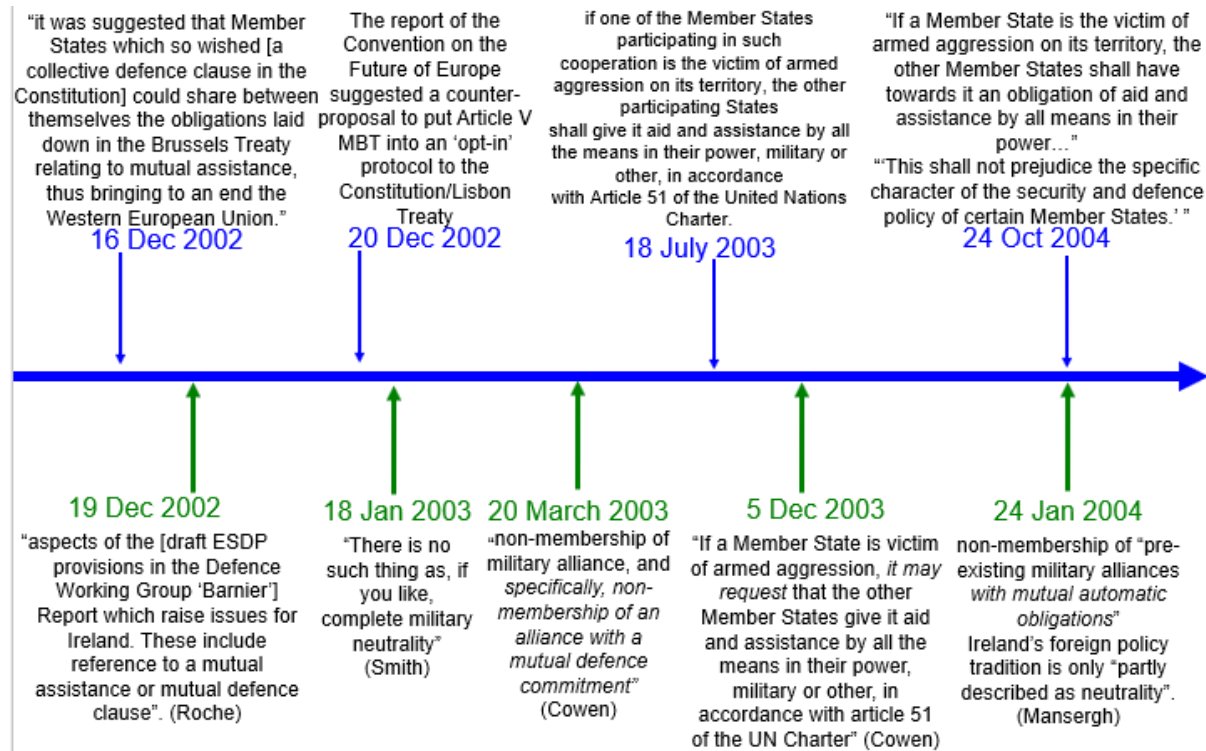 “it was suggested that Member
States which so wished [a
collective defence clause in the
Constitution] could share between
themselves the obligations laid
down in the Brussels Treaty
relating to mutual assistance,
thus bringing to an end the
Western European Union.”
16 Dec 2002
The report of the
Convention on the
Future of Europe
suggested a counter-
proposal to put Article V
MBT into an ‘opt-in’
protocol to the
Constitution/Lisbon
Treaty
20 Dec 2002
if one of the Member States
participating in such
cooperation is the victim of armed
aggression on its territory, the other
participating States
shall give it aid and assistance by all
the means in their power, military or
other, in accordance
with Article 51 of the United Nations
Charter.
18 July 2003
“If a Member State is the victim of
armed aggression on its territory, the
other Member States shall have
towards it an obligation of aid and
assistance by all means in their
power…”
“‘This shall not prejudice the specific
character of the security and defence
policy of certain Member States.’ ”
24 Oct 2004
19 Dec 2002
“aspects of the [draft ESDP
provisions in the Defence
Working Group ‘Barnier’]
Report which raise issues for
Ireland. These include
reference to a mutual
assistance or mutual defence
clause”. (Roche)
18 Jan 2003
“There is no
such thing as, if
you like,
complete military
neutrality”
(Smith)
20 March 2003
“non-membership of
military alliance, and
specifically, non-
membership of an
alliance with a
mutual defence
commitment”
(Cowen)
5 Dec 2003
“If a Member State is victim
of armed aggression, it may
request that the other
Member States give it aid
and assistance by all the
means in their power,
military or other, in
accordance with article 51
of the UN Charter” (Cowen)
24 Jan 2004
non-membership of “pre-
existing military alliances
with mutual automatic
obligations”
Ireland’s foreign policy
tradition is only “partly
described as neutrality”.
(Mansergh)